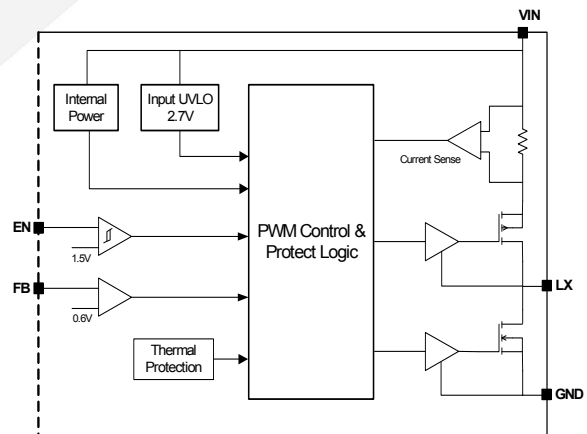 VIN
Internal
Power
Input UVLO
2.7V
Current Sense
EN
1.5V
PWM Control &
Protect Logic
FB
0.6V
LX
Thermal
Protection
GND